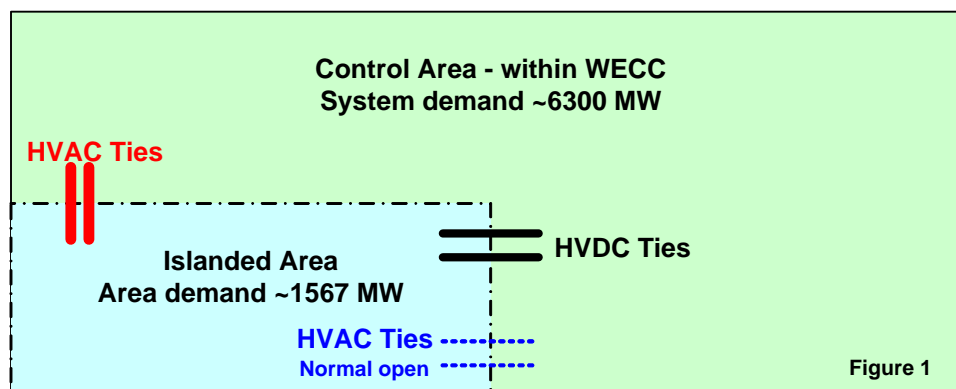 Control Area - within WECC
System demand ~6300 MW
HVAC Ties
HVDC Ties
Islanded Area
Area demand ~1567 MW
HVAC Ties
Normal open
Figure 1